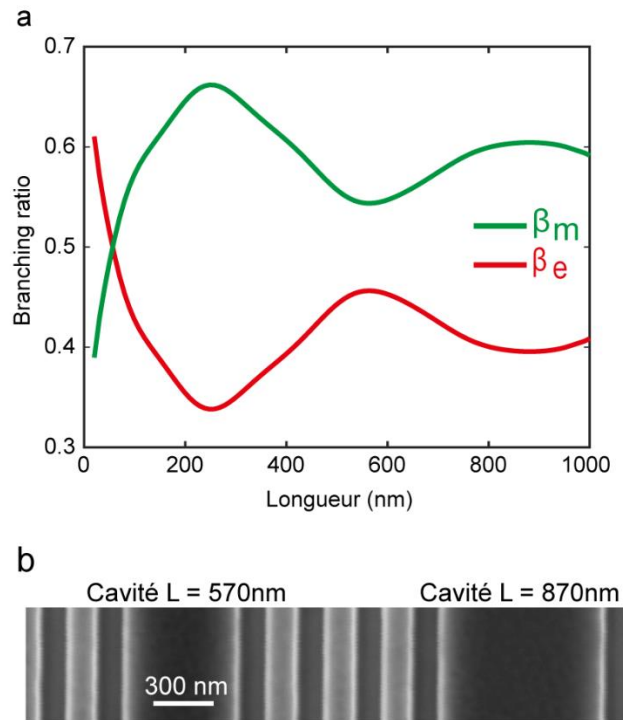 a
0.7
0.6
0.5
0.4
0.3
Branching ratio
βm
βe
0 200 400 600 800 1000
Longueur (nm)
b
Cavité L = 570nm Cavité L = 870nm
300 nm